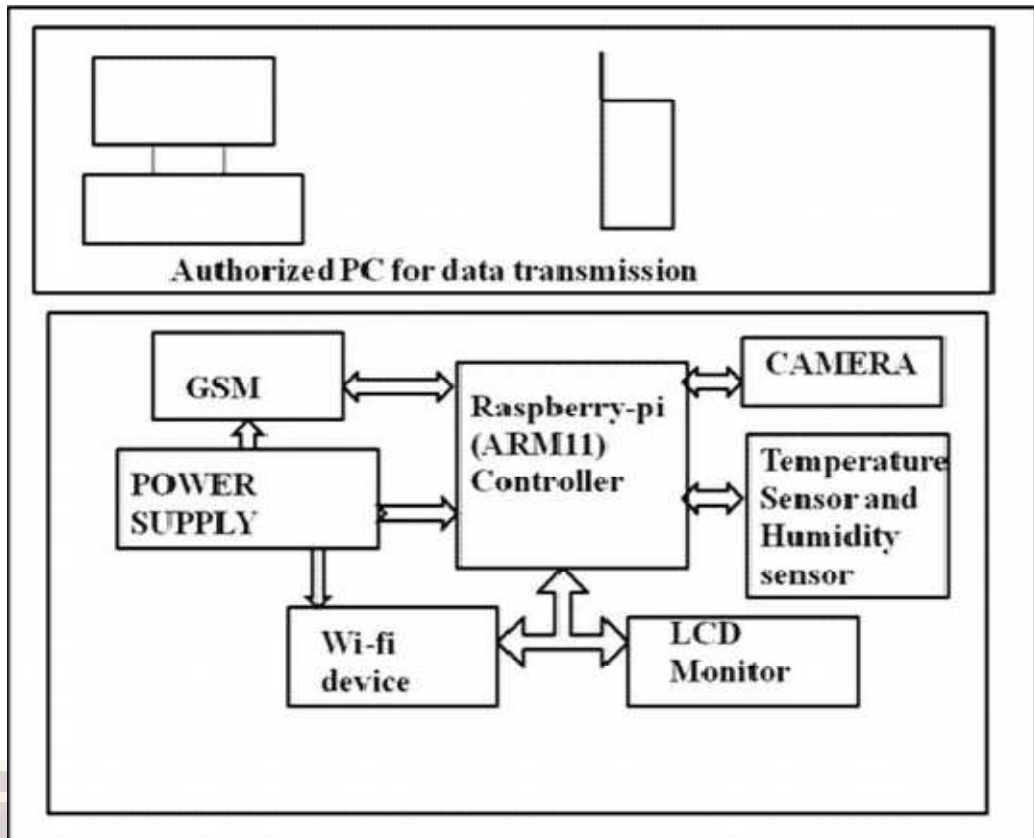 Authorized PC for data transmission
GSM
Raspberry-pi
(ARM11)
Controller
CAMERA
POWER
SUPPLY
Temperature
Sensor and
Humidity
sensor
Wi-fi
device
LCD
Monitor